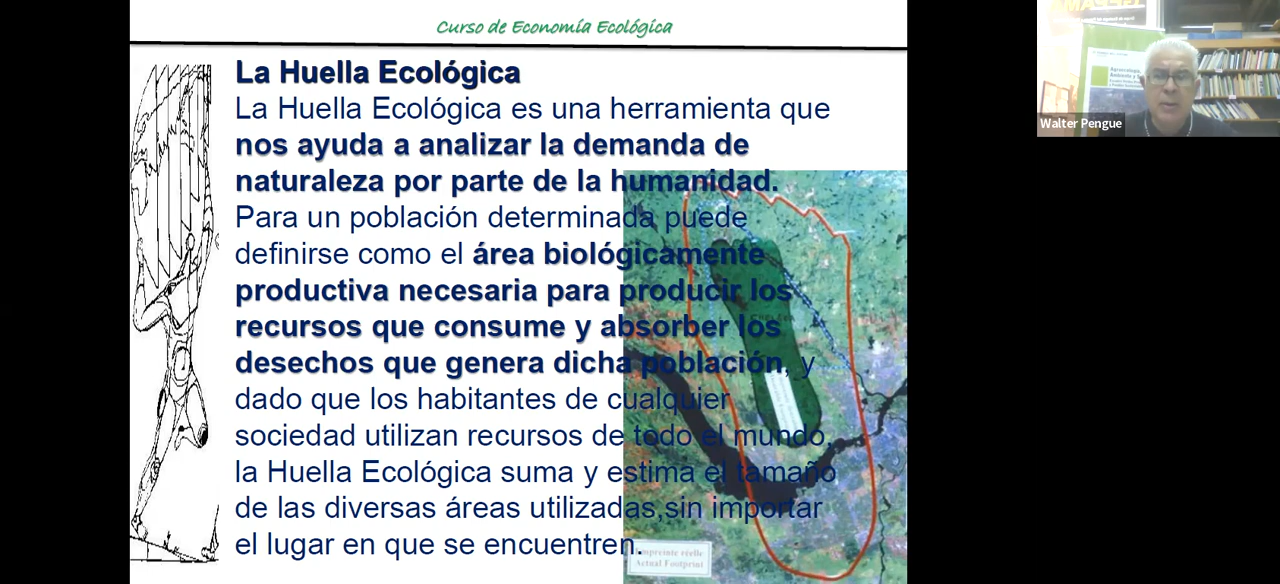 Curso de Economía Ecológica
La Huella Ecológica
La Huella Ecológica es una herramienta que
nos ayuda a analizar la demanda de
naturaleza por parte de la humanidad.
Para un población determinada puede
definirse como el área biológicamente
productiva necesaria para producir los
recursos que consume y absorber los
desechos que genera dicha población, y
dado que los habitantes de cualquier
sociedad utilizan recursos de todo el mundo,
la Huella Ecológica suma y estima el tamaño
de las diversas áreas utilizadas,sin importar
el lugar en que se encuentren.
Empreinte réelle
Actual Footprint
Walter Pengue